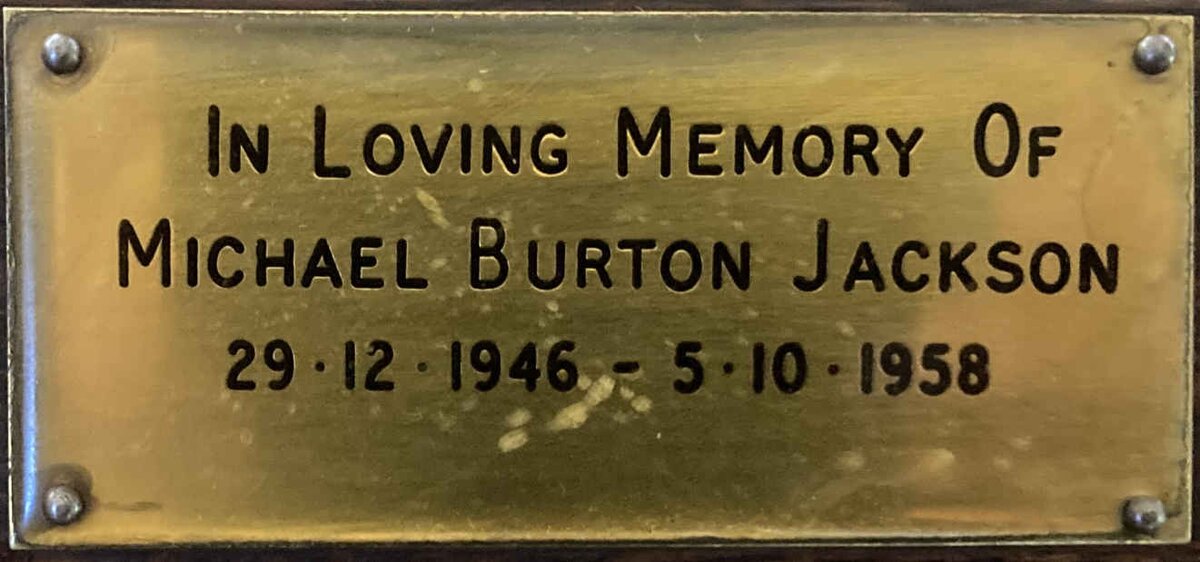 IN LOVING MEMORY OF
MICHAEL BURTON JACKSON
29·12·1946 – 5·10·1958